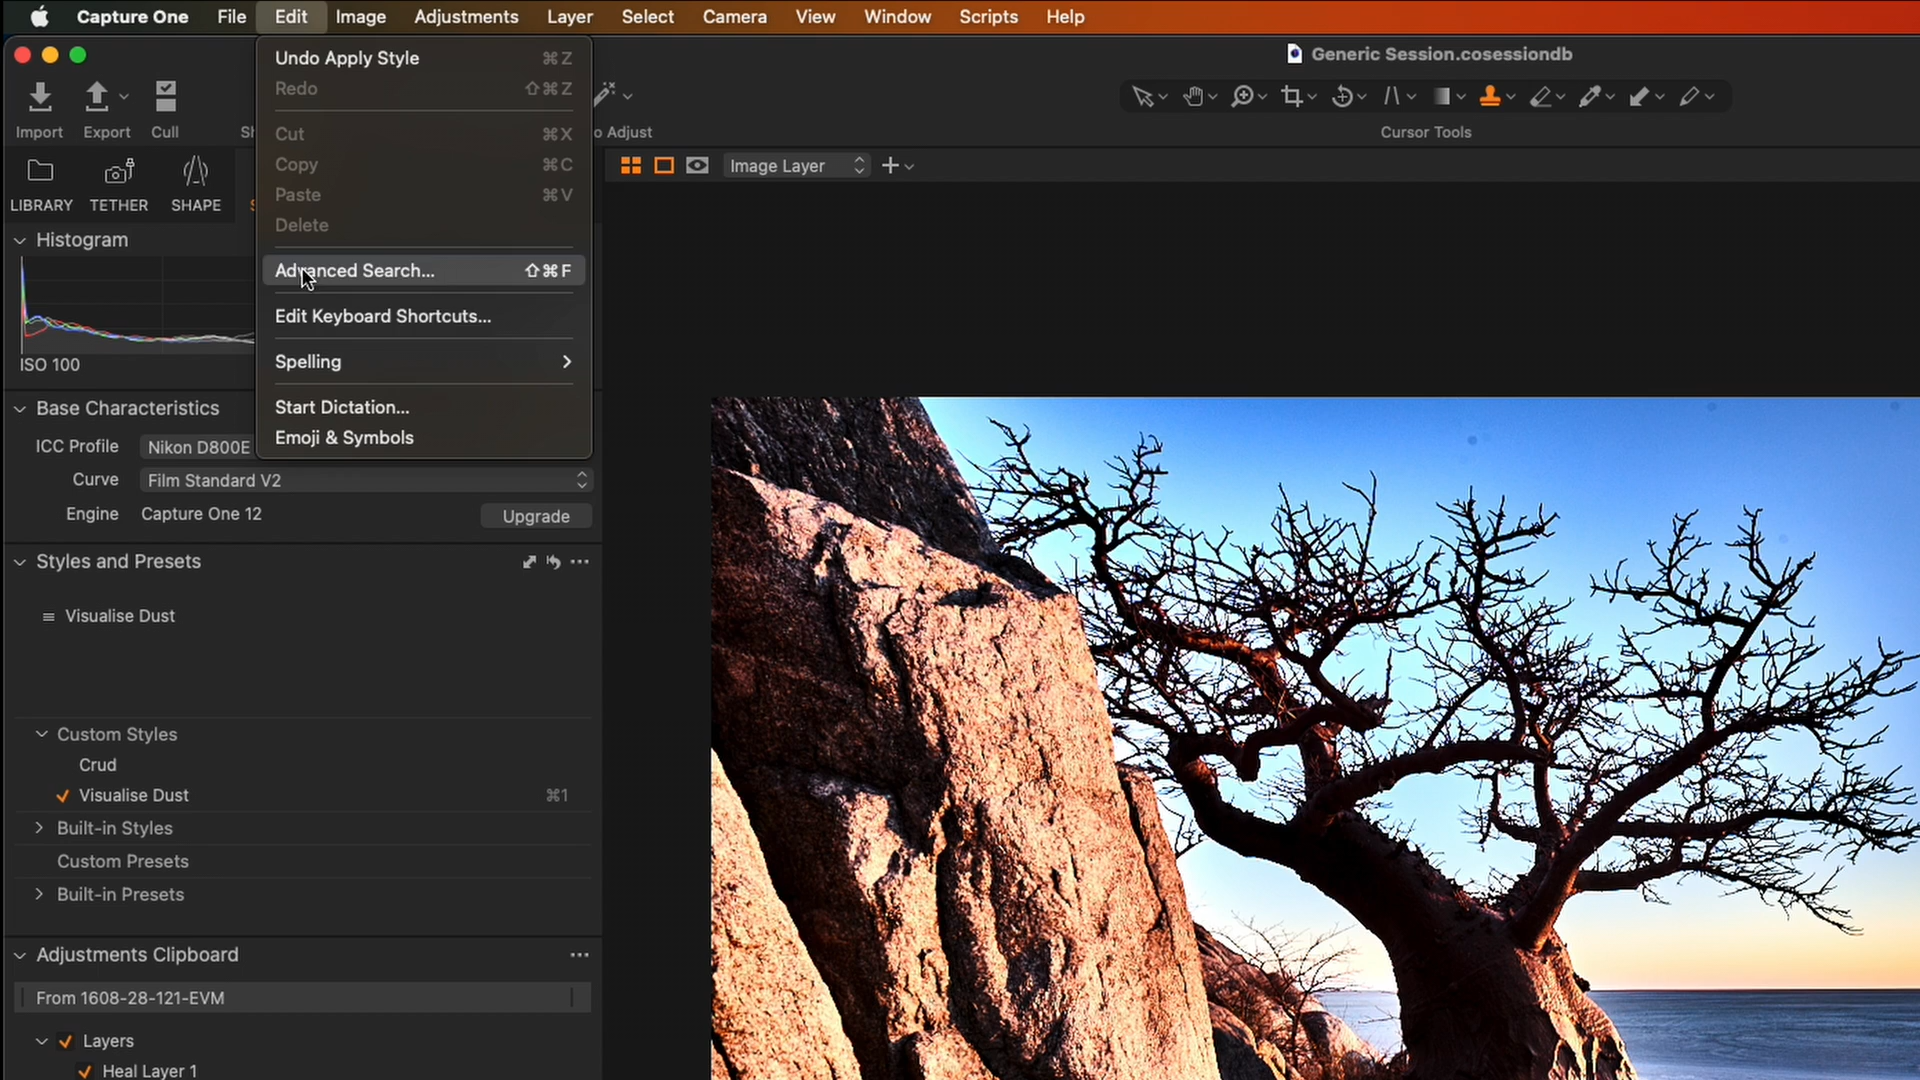 Capture One File Edit Image Adjustments Layer Select Camera View Window Scripts Help
Generic Session.cosessiondb
Undo Apply Style ⌘Z
Redo ⇧⌘Z
Cut ⌘X
Copy ⌘C
Paste ⌘V
Delete
Advanced Search... ⇧⌘F
Edit Keyboard Shortcuts...
Spelling
Start Dictation...
Emoji & Symbols
Import Export Cull Sh o Adjust Cursor Tools
LIBRARY TETHER SHAPE S
Image Layer
Histogram
ISO 100
Base Characteristics
ICC Profile Nikon D800E
Curve Film Standard V2
Engine Capture One 12 Upgrade
Styles and Presets
Visualise Dust
Custom Styles
Crud
Visualise Dust ⌘1
Built-in Styles
Custom Presets
Built-in Presets
Adjustments Clipboard
From 1608-28-121-EVM
Layers
Heal Layer 1